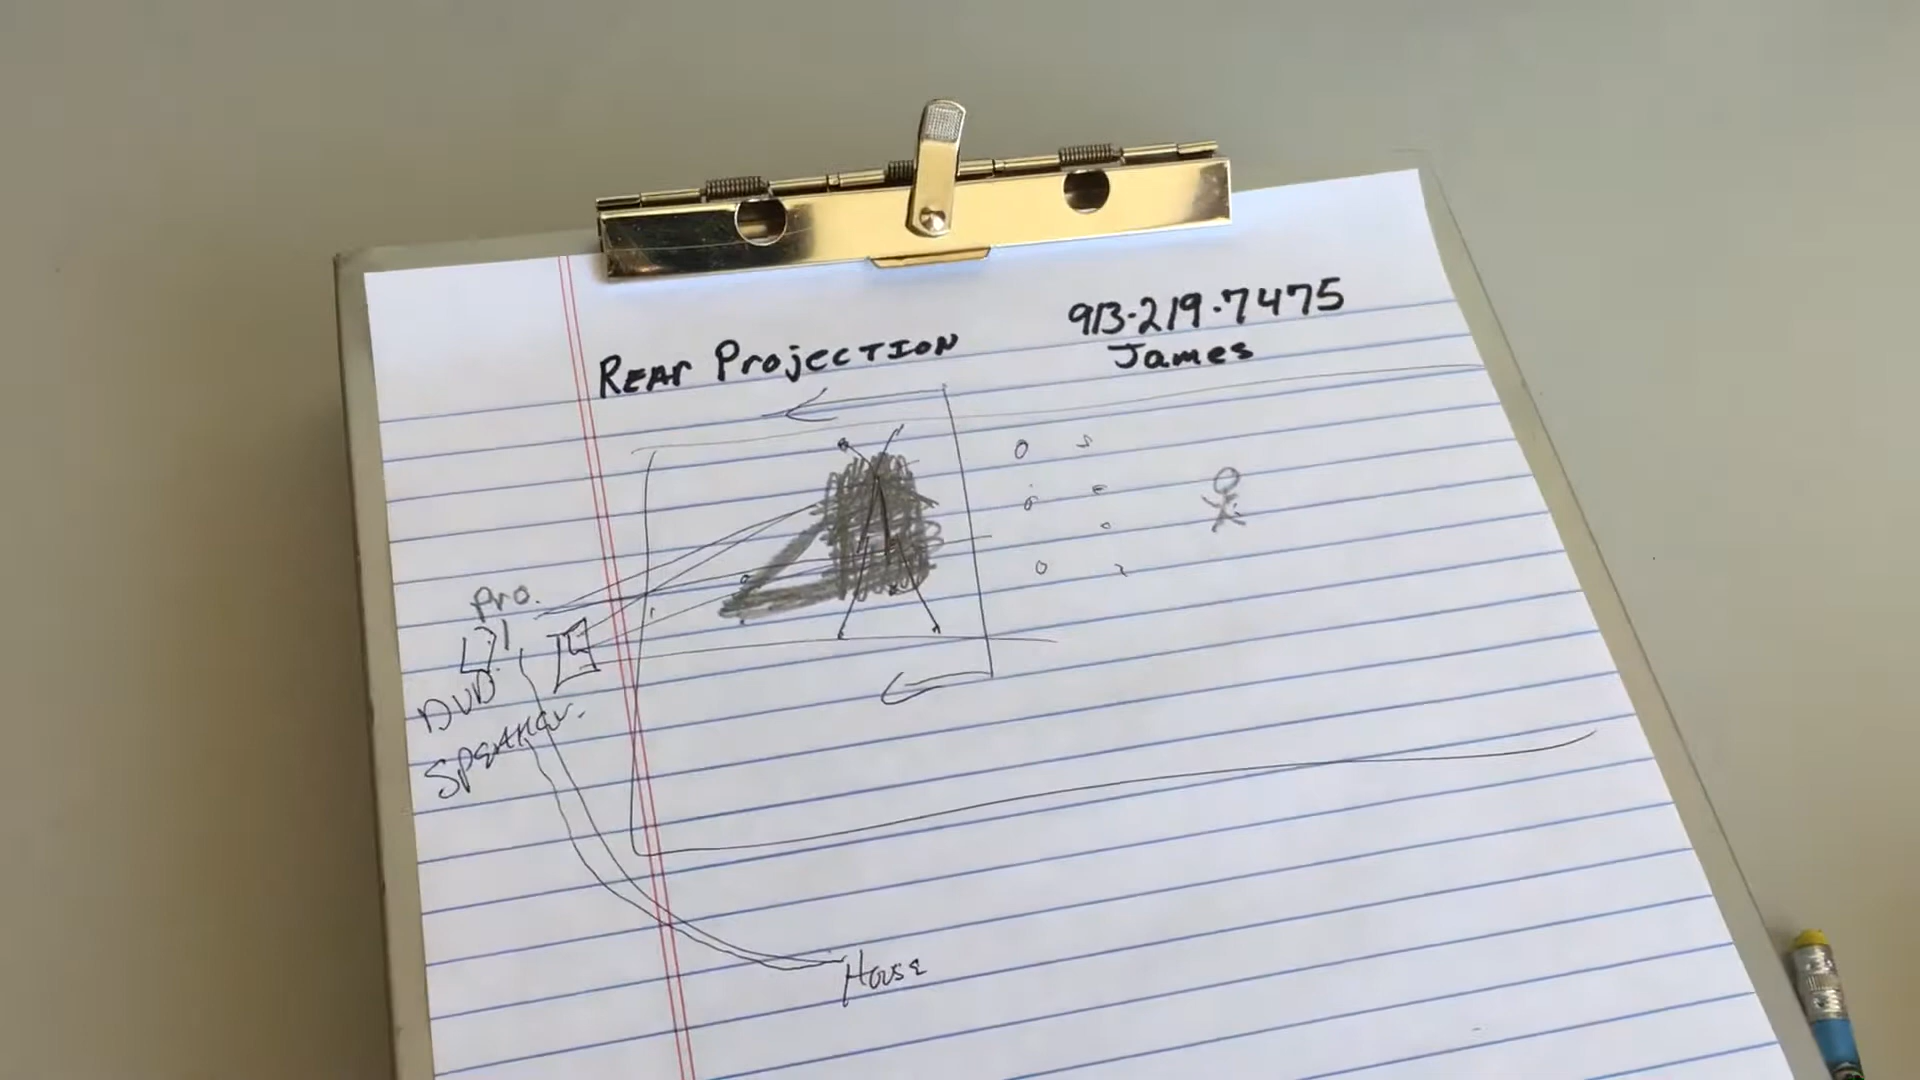 913-219-7475
REAR PROJECTION
James
Pro.
DVD
SPEAKER.
House